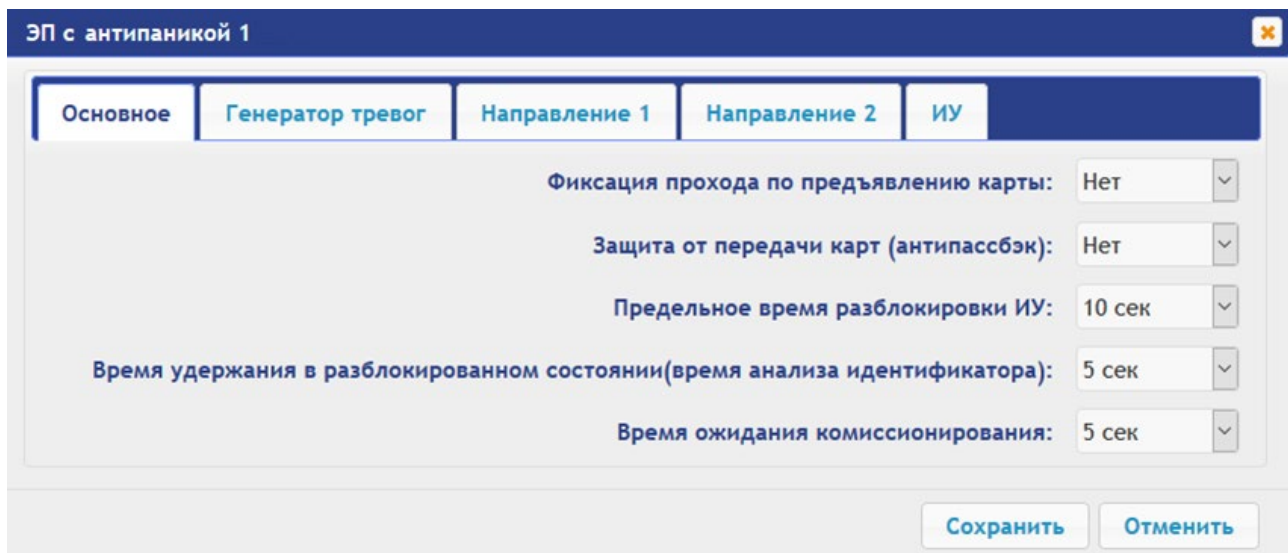 ЭП с антипаникой 1
Основное Генератор тревог Направление 1 Направление 2 ИУ
Фиксация прохода по предъявлению карты: Нет
Защита от передачи карт (антипассбэк): Нет
Предельное время разблокировки ИУ: 10 сек
Время удержания в разблокированном состоянии(время анализа идентификатора): 5 сек
Время ожидания комиссионирования: 5 сек
Сохранить Отменить